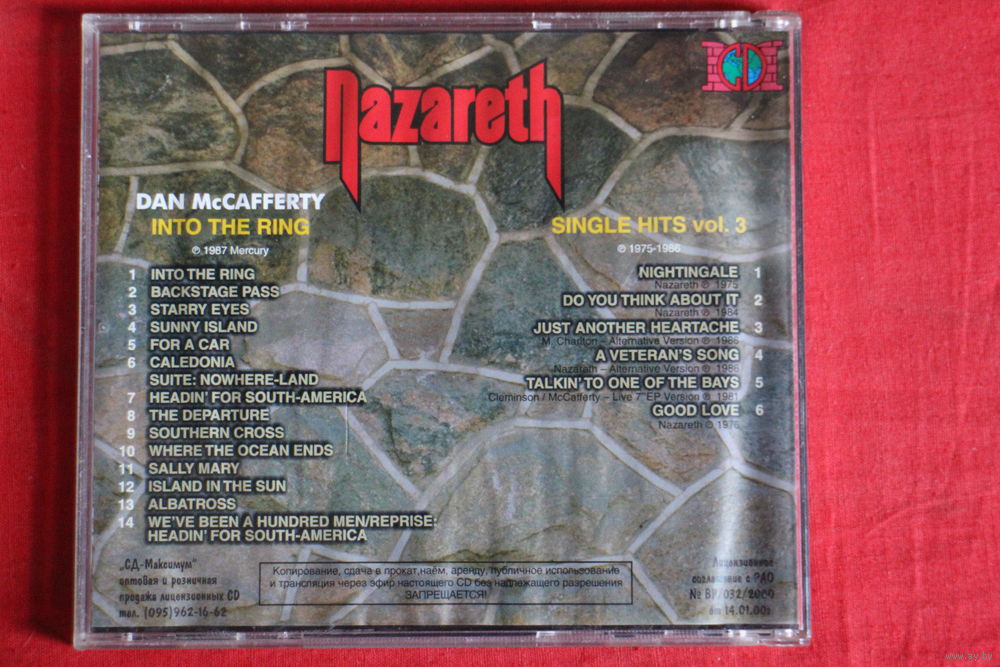 CD
Nazareth
DAN McCAFFERTY
INTO THE RING
℗ 1987 Mercury
1 INTO THE RING
2 BACKSTAGE PASS
3 STARRY EYES
4 SUNNY ISLAND
5 FOR A CAR
6 CALEDONIA
SUITE: NOWHERE-LAND
7 HEADIN' FOR SOUTH-AMERICA
8 THE DEPARTURE
9 SOUTHERN CROSS
10 WHERE THE OCEAN ENDS
11 SALLY MARY
12 ISLAND IN THE SUN
13 ALBATROSS
14 WE'VE BEEN A HUNDRED MEN/REPRISE:
HEADIN' FOR SOUTH-AMERICA
SINGLE HITS vol. 3
℗ 1975-1986
NIGHTINGALE 1
Nazareth ℗ 1975
DO YOU THINK ABOUT IT 2
Nazareth ℗ 1984
JUST ANOTHER HEARTACHE 3
M. Charlton – Alternative Version ℗ 1986
A VETERAN'S SONG 4
Nazareth – Alternative Version ℗ 1986
TALKIN' TO ONE OF THE BAYS 5
Cleminson / McCafferty – Live 7" EP Version ℗ 1981
GOOD LOVE 6
Nazareth ℗ 1976
„СД-Максимум"
оптовая и розничная
продажа лицензионных CD
тел. (095)962-16-62
Копирование, сдача в прокат,наём, аренду, публичное использование
и трансляция через эфир настоящего CD без надлежащего разрешения
ЗАПРЕЩАЕТСЯ!
Лицензионное
соглашение с РАО
№ ВР/032/2000
от 14.01.00г
www.ay.by